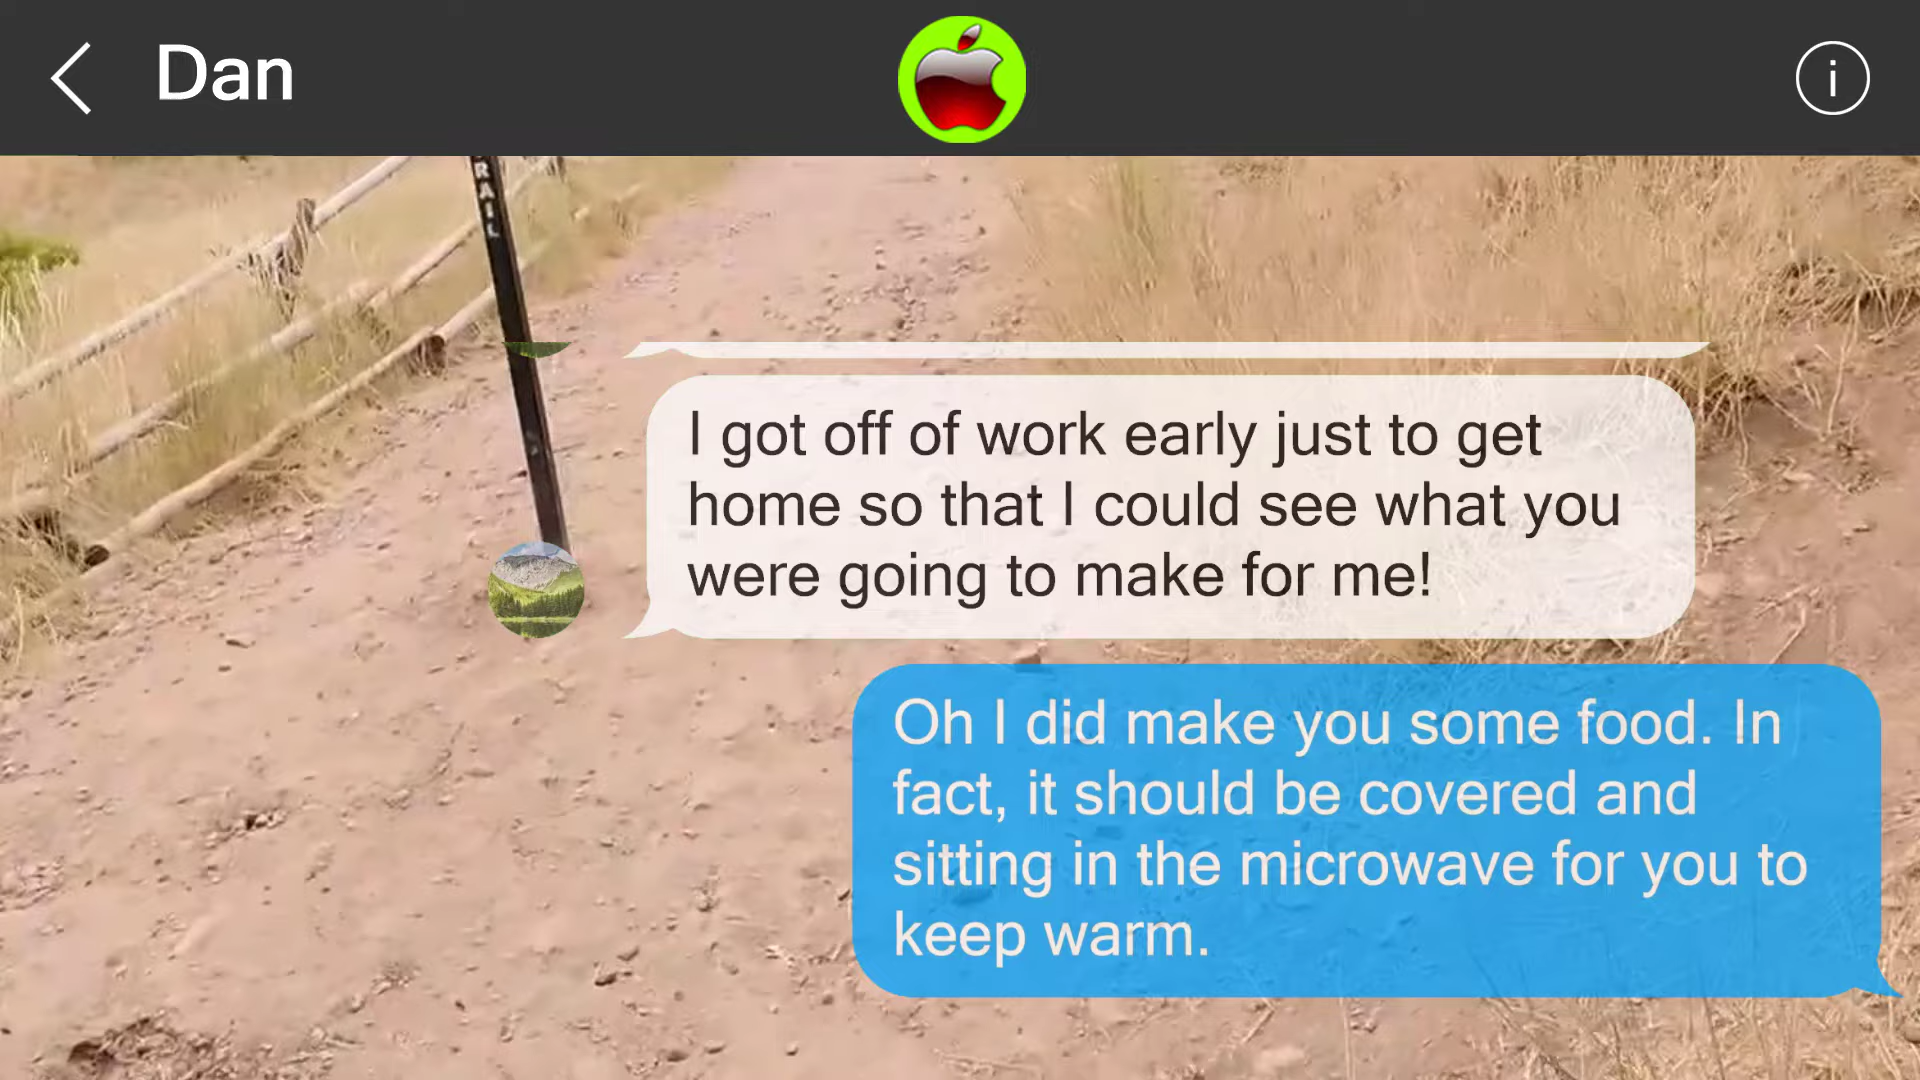 Dan
RAIL
I got off of work early just to get
home so that I could see what you
were going to make for me!
Oh I did make you some food. In
fact, it should be covered and
sitting in the microwave for you to
keep warm.